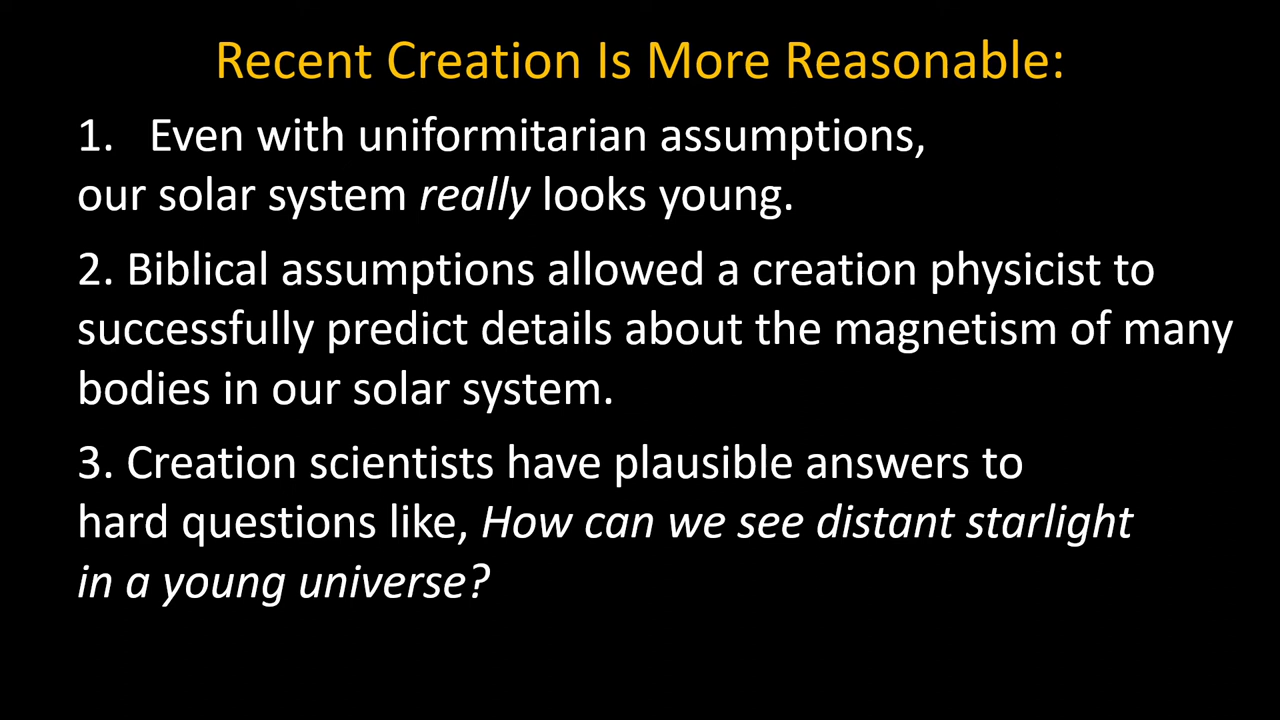 Recent Creation Is More Reasonable:
1. Even with uniformitarian assumptions,
our solar system really looks young.
2. Biblical assumptions allowed a creation physicist to
successfully predict details about the magnetism of many
bodies in our solar system.
3. Creation scientists have plausible answers to
hard questions like, How can we see distant starlight
in a young universe?